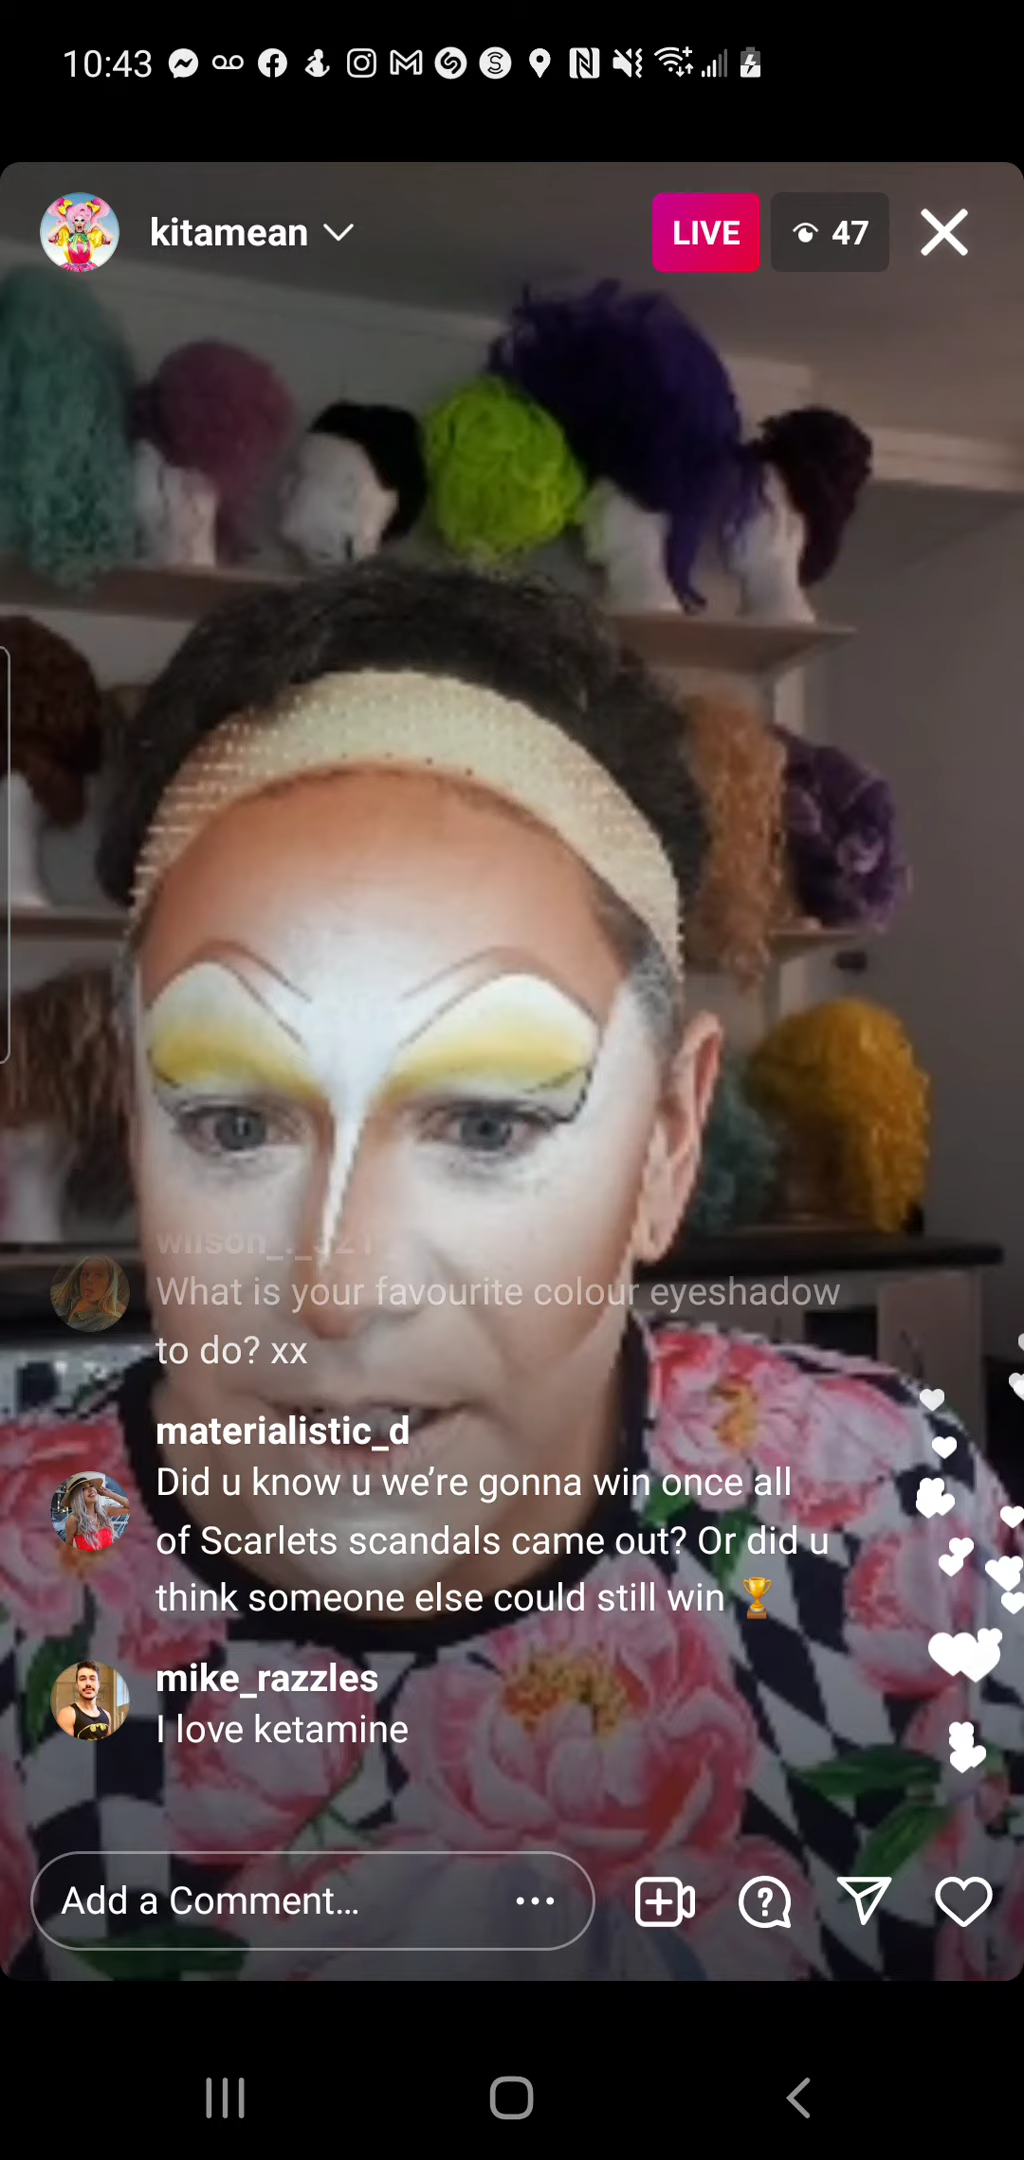 10:43
kitamean
LIVE
47
What is your favourite colour eyeshadow
to do? xx
materialistic_d
Did u know u we’re gonna win once all
of Scarlets scandals came out? Or did u
think someone else could still win 🏆
mike_razzles
I love ketamine
Add a Comment...